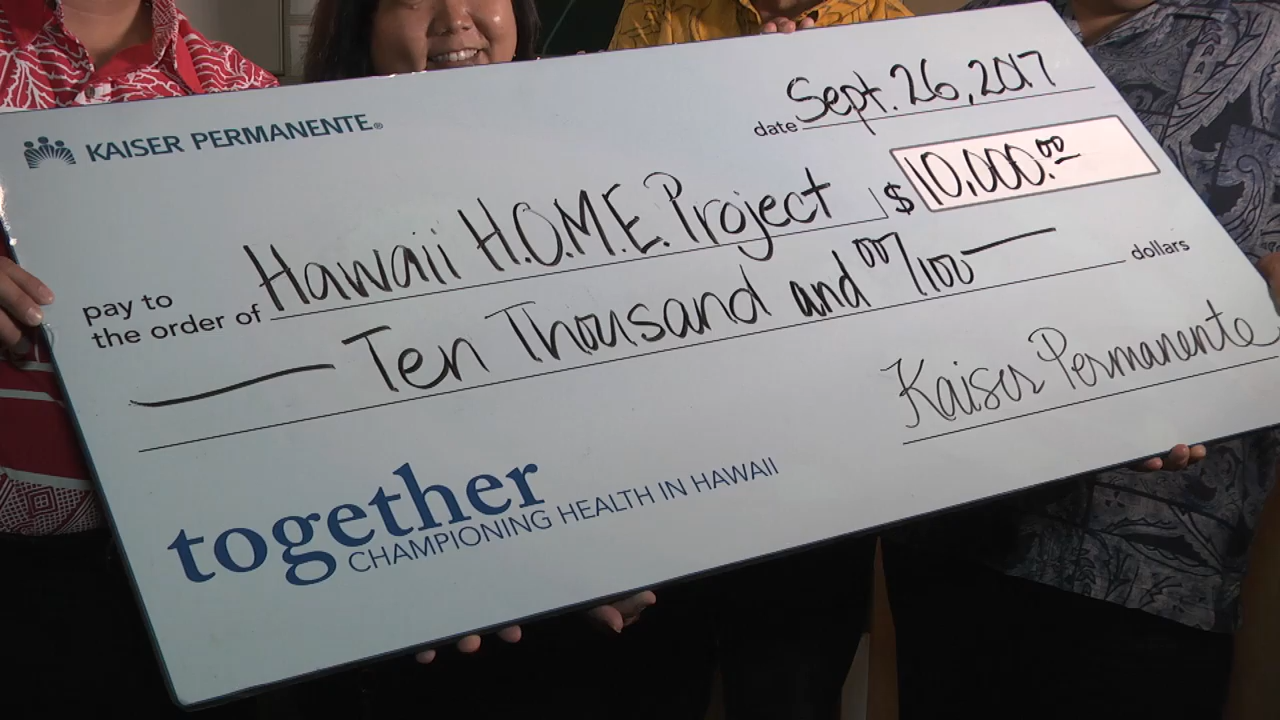 KAISER PERMANENTE®
date Sept. 26, 2017
pay to
the order of Hawaii H.O.M.E. Project $ 10,000.00
Ten Thousand and 00/100 dollars
Kaiser Permanente
together
CHAMPIONING HEALTH IN HAWAII